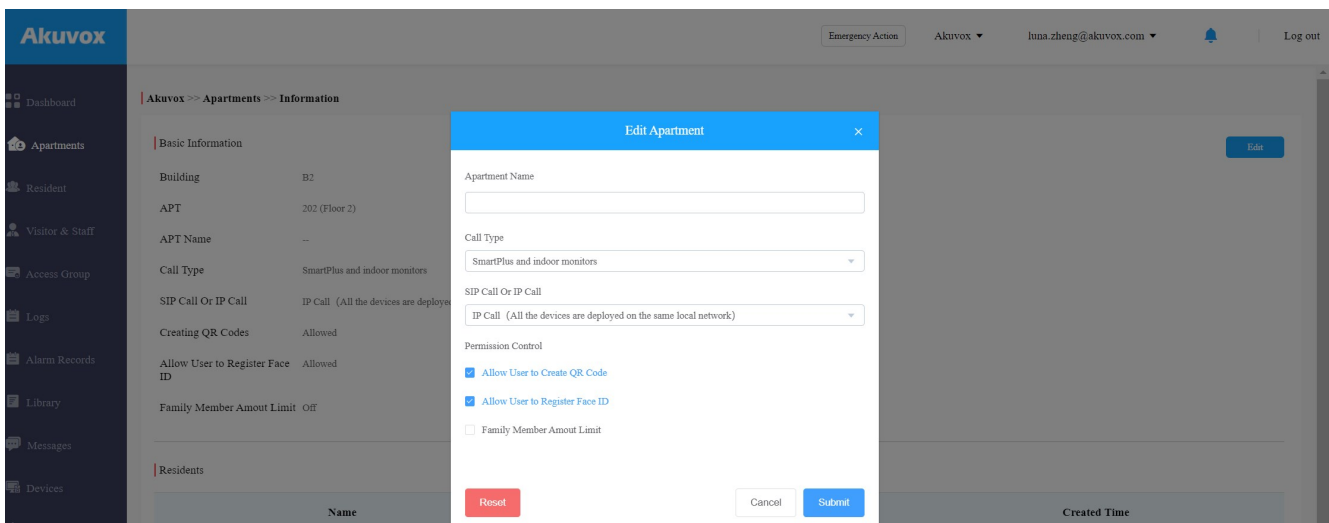 Akuvox
Emergency Action
Akuvox
luna.zheng@akuvox.com
Log out
Dashboard
Apartments
Resident
Visitor & Staff
Access Group
Logs
Alarm Records
Library
Messages
Devices
Akuvox >> Apartments >> Information
Basic Information
Edit
Building B2
APT 202 (Floor 2)
APT Name --
Call Type SmartPlus and indoor monitors
SIP Call Or IP Call IP Call (All the devices are deploye
Creating QR Codes Allowed
Allow User to Register Face Allowed
ID
Family Member Amout Limit Off
Residents
Name
Created Time
Edit Apartment ×
Apartment Name
Call Type
SmartPlus and indoor monitors
SIP Call Or IP Call
IP Call (All the devices are deployed on the same local network)
Permission Control
Allow User to Create QR Code
Allow User to Register Face ID
Family Member Amout Limit
Reset
Cancel
Submit